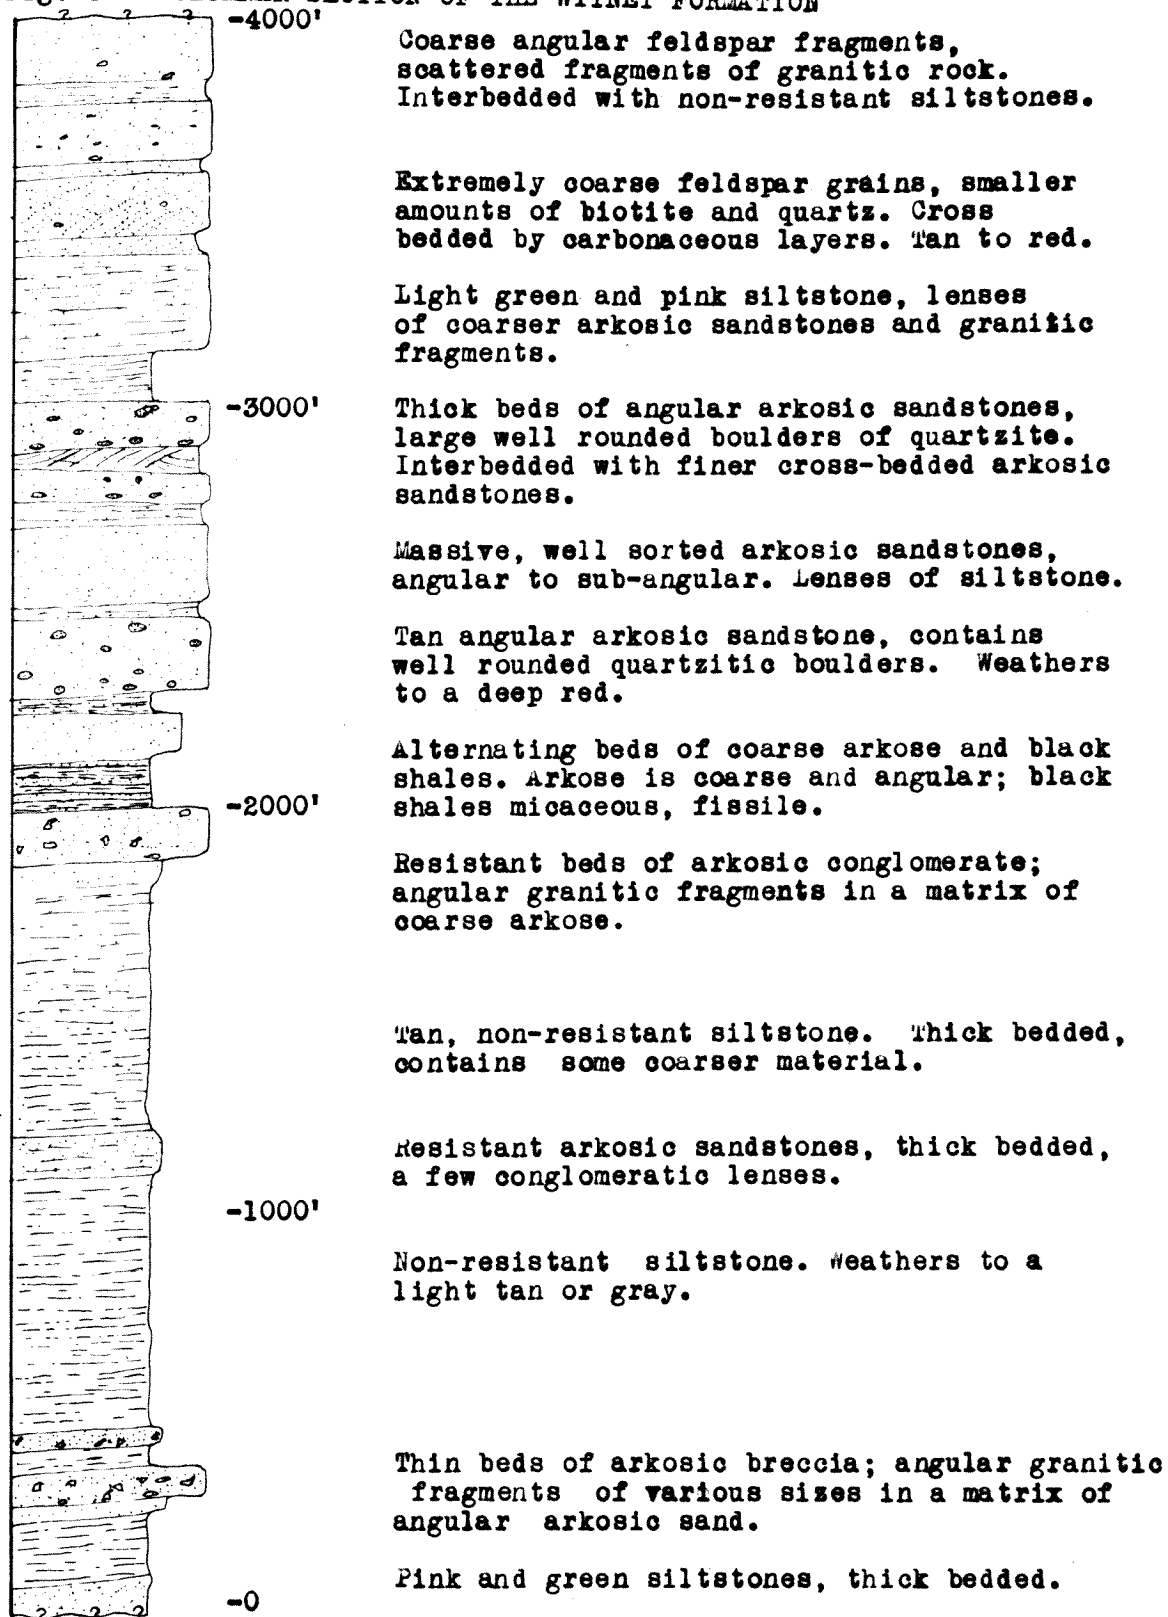 SECTION OF THE WITNET FORMATION
? ? ?
-4000'
Coarse angular feldspar fragments,
scattered fragments of granitic rock.
Interbedded with non-resistant siltstones.
Extremely coarse feldspar grains, smaller
amounts of biotite and quartz. Cross
bedded by carbonaceous layers. Tan to red.
Light green and pink siltstone, lenses
of coarser arkosic sandstones and granitic
fragments.
-3000'
Thick beds of angular arkosic sandstones,
large well rounded boulders of quartzite.
Interbedded with finer cross-bedded arkosic
sandstones.
Massive, well sorted arkosic sandstones,
angular to sub-angular. Lenses of siltstone.
Tan angular arkosic sandstone, contains
well rounded quartzitic boulders. Weathers
to a deep red.
Alternating beds of coarse arkose and black
shales. Arkose is coarse and angular; black
shales micaceous, fissile.
-2000'
Resistant beds of arkosic conglomerate;
angular granitic fragments in a matrix of
coarse arkose.
Tan, non-resistant siltstone. Thick bedded,
contains some coarser material.
Resistant arkosic sandstones, thick bedded,
a few conglomeratic lenses.
-1000'
Non-resistant siltstone. Weathers to a
light tan or gray.
Thin beds of arkosic breccia; angular granitic
fragments of various sizes in a matrix of
angular arkosic sand.
Pink and green siltstones, thick bedded.
-0
? ? ?